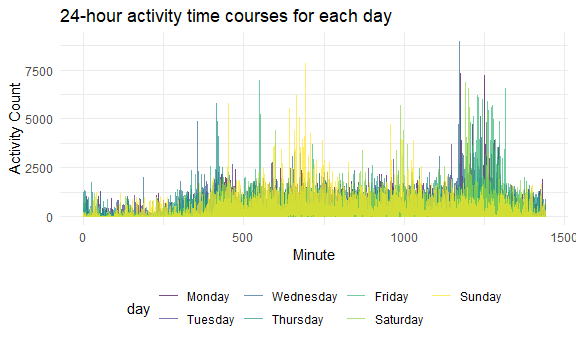 24-hour activity time courses for each day
Activity Count
7500
5000
2500
0
0 500 1000 1500
Minute
day
Monday Wednesday Friday Sunday
Tuesday Thursday Saturday